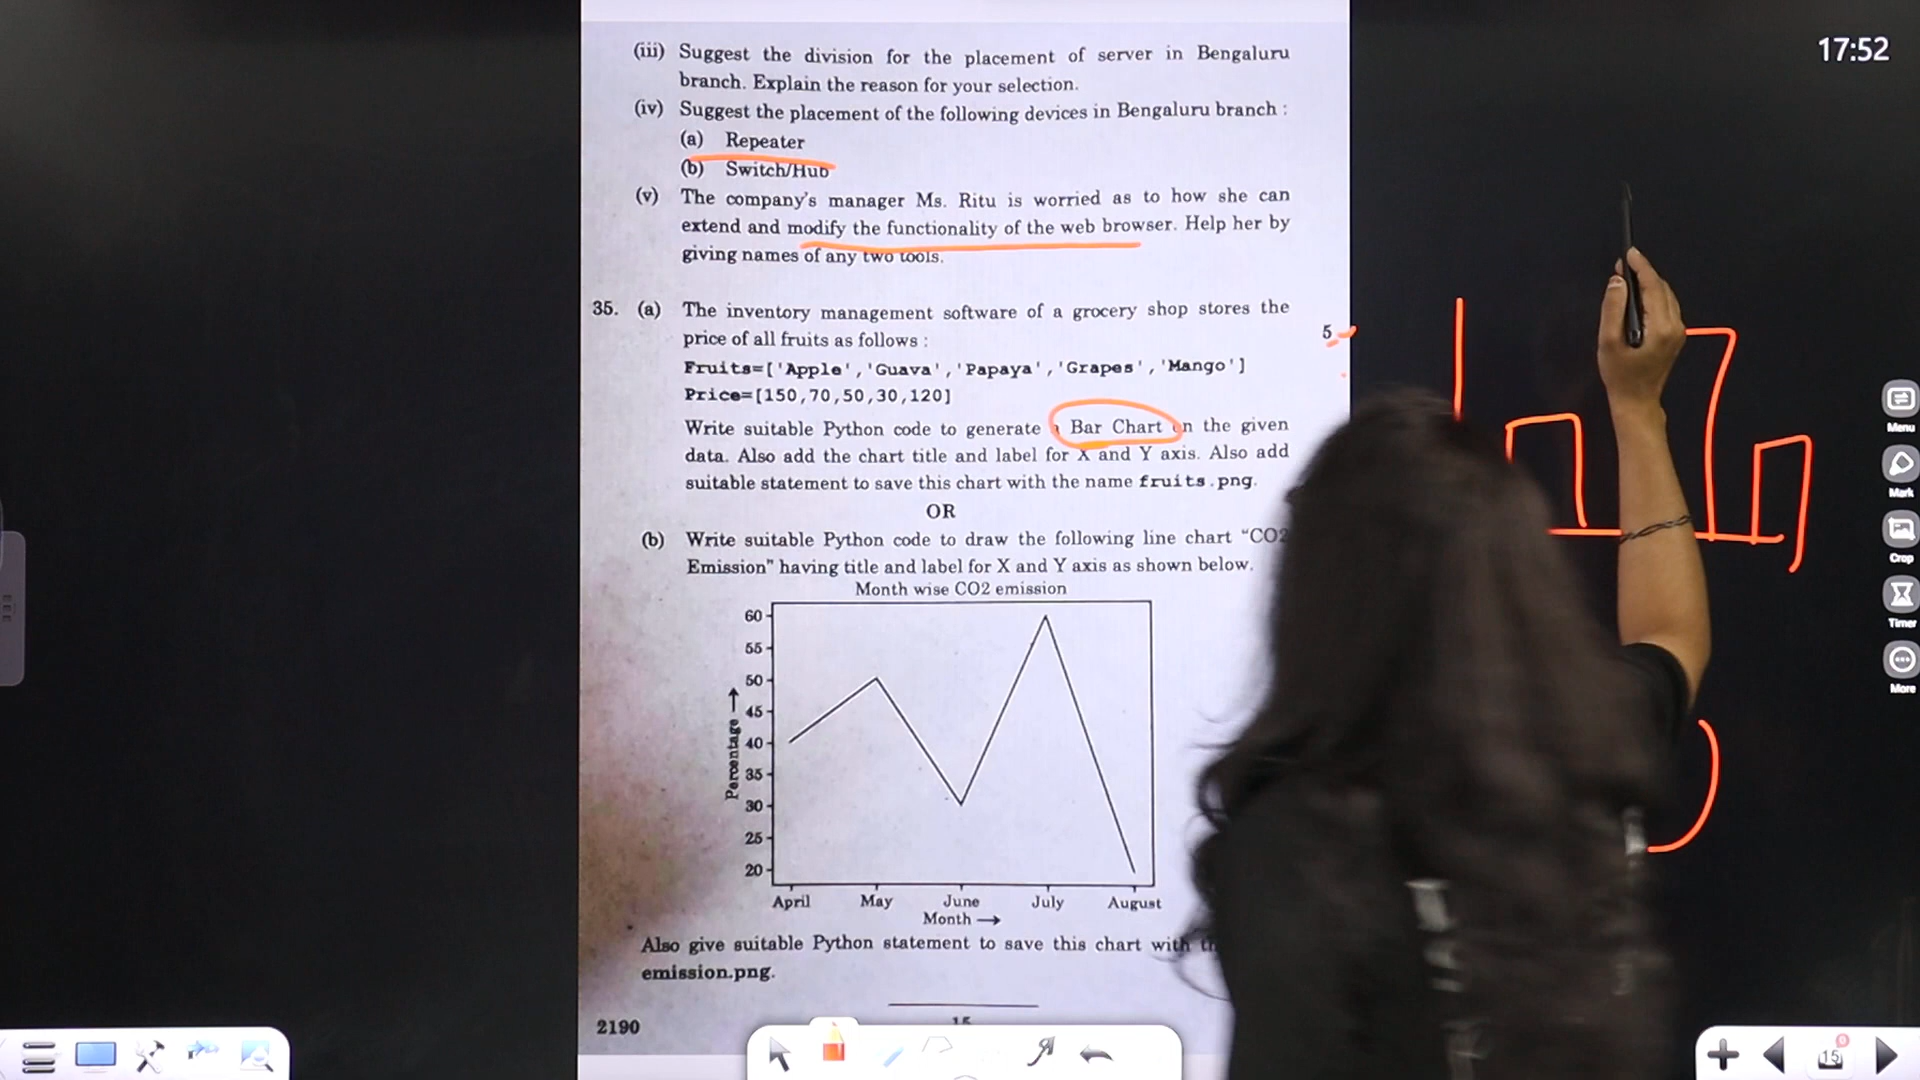 (iii) Suggest the division for the placement of server in Bengaluru
branch. Explain the reason for your selection.
17:52
(iv) Suggest the placement of the following devices in Bengaluru branch :
(a) Repeater
(b) Switch/Hub
(v) The company's manager Ms. Ritu is worried as to how she can
extend and modify the functionality of the web browser. Help her by
giving names of any two tools.
35. (a) The inventory management software of a grocery shop stores the
price of all fruits as follows :
5
Fruits=['Apple','Guava','Papaya','Grapes','Mango']
Price=[150,70,50,30,120]
Write suitable Python code to generate Bar Chart on the given
data. Also add the chart title and label for X and Y axis. Also add
suitable statement to save this chart with the name fruits.png.
OR
(b) Write suitable Python code to draw the following line chart "CO2
Emission" having title and label for X and Y axis as shown below.
Month wise CO2 emission
60
55
50
45
40
35
30
25
20
Percentage →
April May June July August
Month →
Also give suitable Python statement to save this chart with
emission.png.
2190
15
Menu
Mark
Crop
Timer
More
15